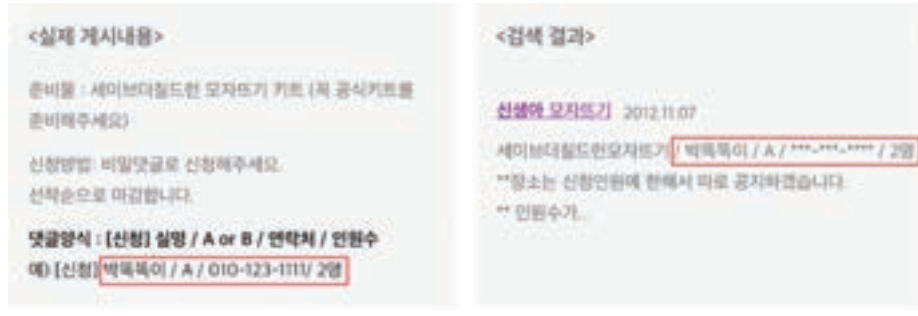 <실제 게시내용>
준비물 : 세이브더칠드런 모자뜨기 키트 (꼭 공식키트를
준비해주세요)
신청방법: 비밀댓글로 신청해주세요.
선착순으로 마감합니다.
댓글양식 : [신청] 실명 / A or B / 연락처 / 인원수
예) [신청] 박똑똑이 / A / 010-123-1111/ 2명
<검색 결과>
신생아 모자뜨기 2012.11.07
세이브더칠드런모자뜨기 / 박똑똑이 / A / ***-***-**** / 2명
**장소는 신청인원에 한해서 따로 공지하겠습니다.
** 인원수가..